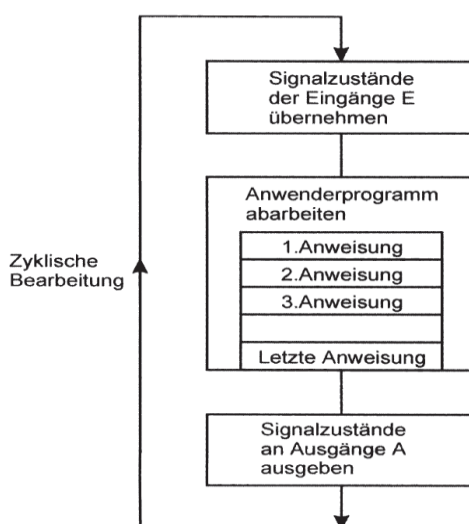 Signalzustände
der Eingänge E
übernehmen
Anwenderprogramm
abarbeiten
1.Anweisung
2.Anweisung
3.Anweisung
Letzte Anweisung
Zyklische
Bearbeitung
Signalzustände
an Ausgänge A
ausgeben